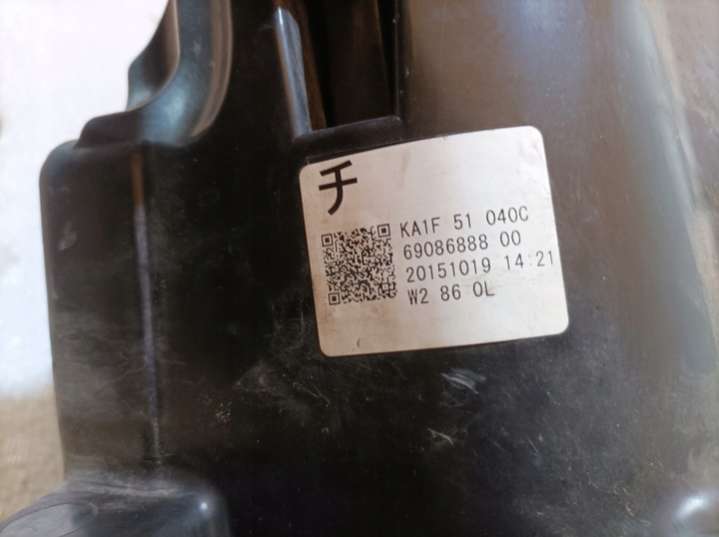 チ
KA1F 51 040C
69086888 00
20151019 14:21
W2 86 0L